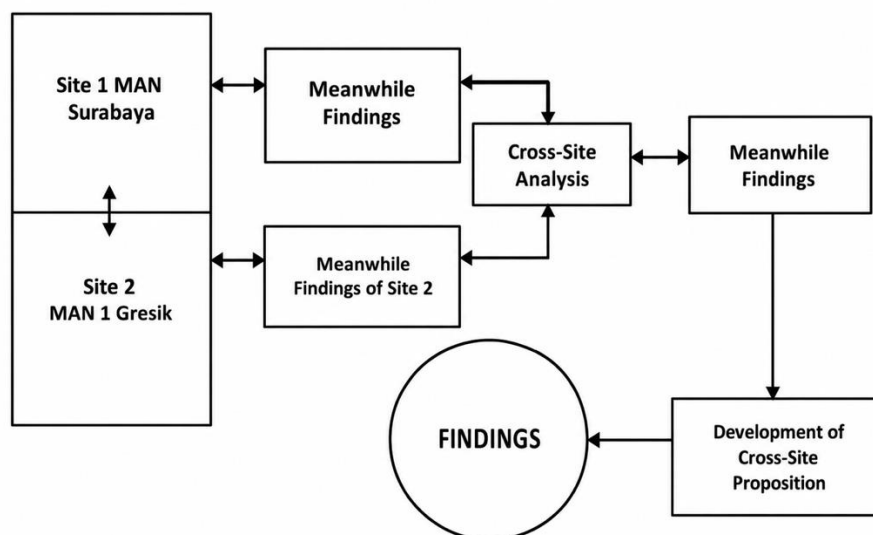 Site 1 MAN
Surabaya
Meanwhile
Findings
Cross-Site
Analysis
Meanwhile
Findings
Site 2
MAN 1 Gresik
Meanwhile
Findings of Site 2
FINDINGS
Development of
Cross-Site
Proposition